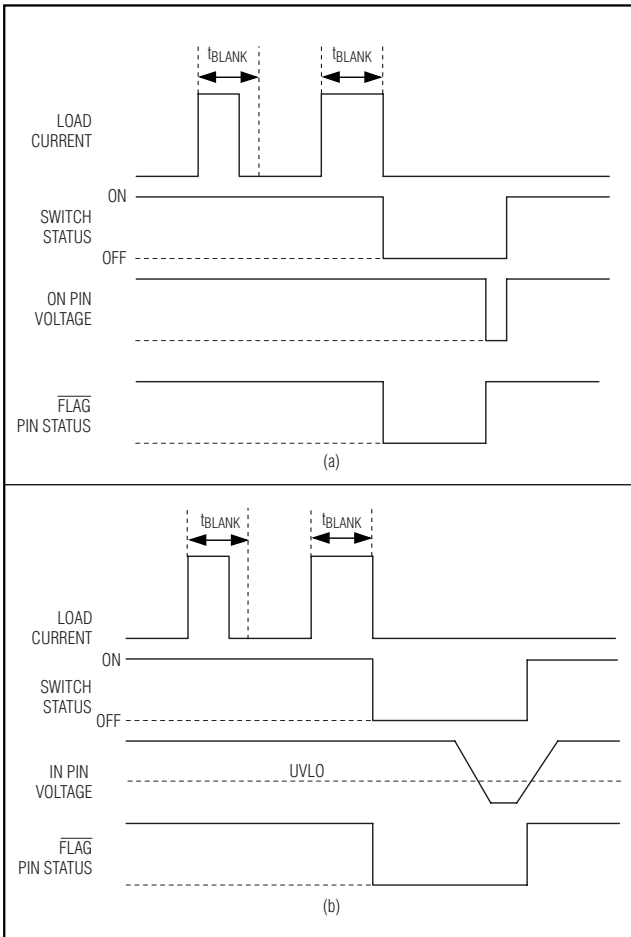 tBLANK tBLANK
LOAD
CURRENT
ON
SWITCH
STATUS
OFF
ON PIN
VOLTAGE
FLAG
PIN STATUS
(a)
tBLANK tBLANK
LOAD
CURRENT
ON
SWITCH
STATUS
OFF
IN PIN
VOLTAGE
UVLO
FLAG
PIN STATUS
(b)